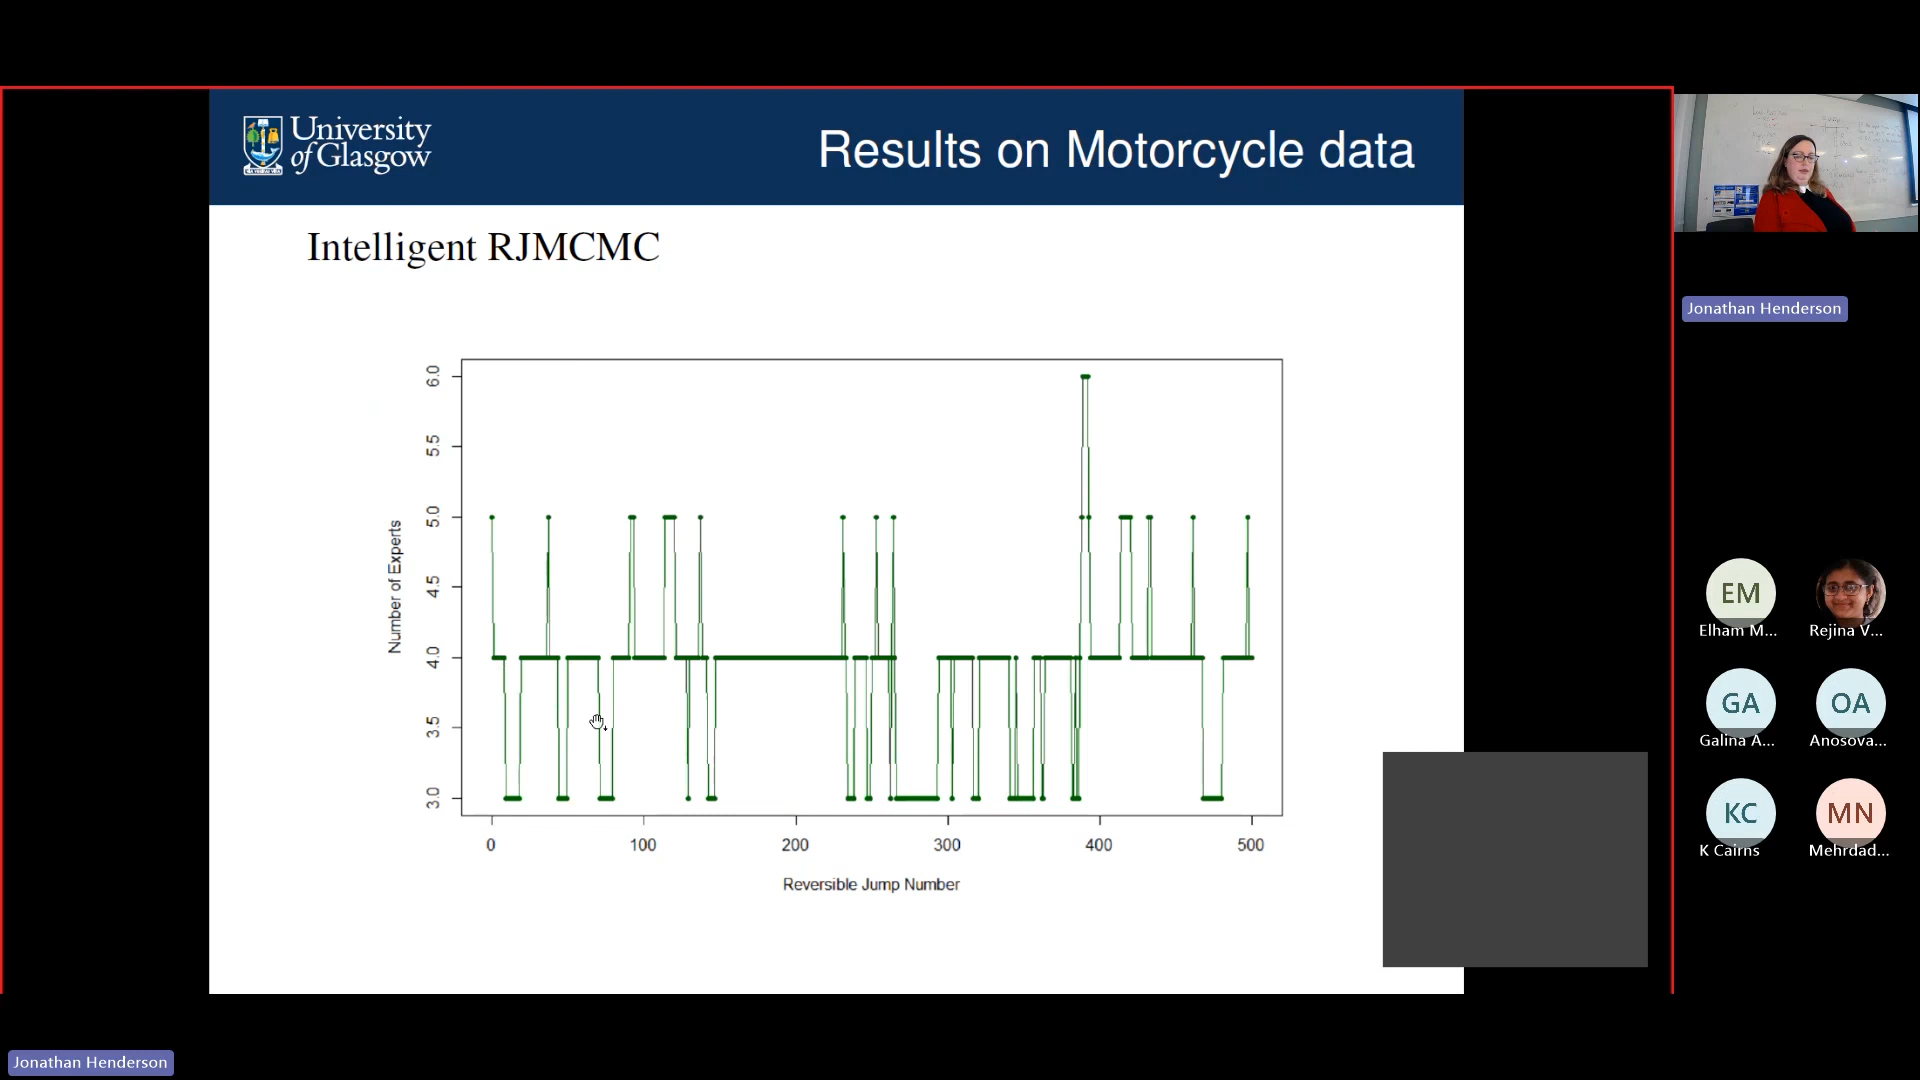 University
of Glasgow
Results on Motorcycle data
Intelligent RJMCMC
Number of Experts
6.0
5.5
5.0
4.5
4.0
3.5
3.0
0 100 200 300 400 500
Reversible Jump Number
Jonathan Henderson
EM
Elham M...
Rejina V...
GA
Galina A...
OA
Anosova...
KC
K Cairns
MN
Mehrdad...
Jonathan Henderson